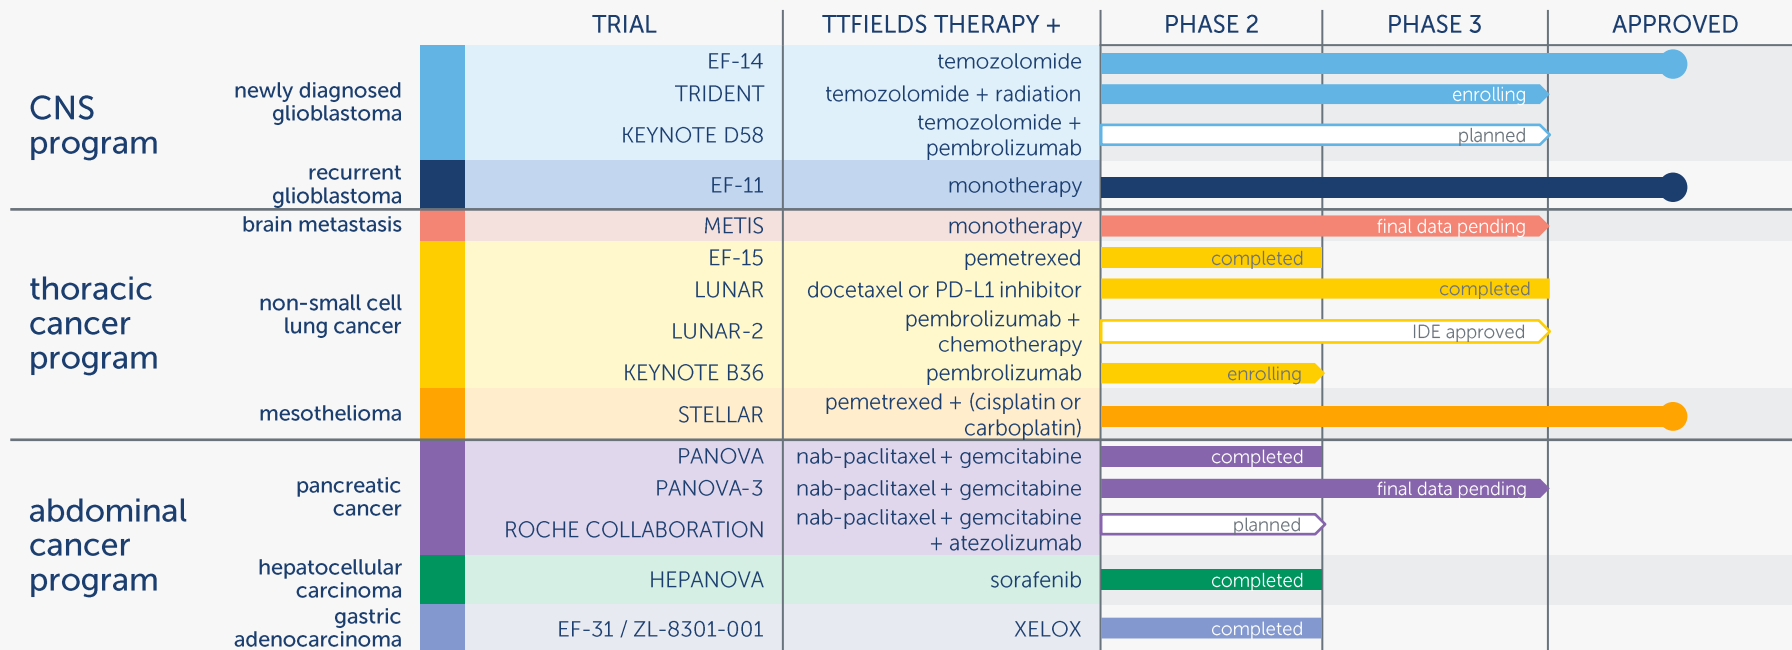 TRIAL TTFIELDS THERAPY + PHASE 2 PHASE 3 APPROVED
CNS
program
newly diagnosed
glioblastoma
EF-14 temozolomide
TRIDENT temozolomide + radiation enrolling
KEYNOTE D58 temozolomide +
pembrolizumab planned
recurrent
glioblastoma
EF-11 monotherapy
thoracic
cancer
program
brain metastasis METIS monotherapy final data pending
non-small cell
lung cancer
EF-15 pemetrexed completed
LUNAR docetaxel or PD-L1 inhibitor completed
LUNAR-2 pembrolizumab +
chemotherapy IDE approved
KEYNOTE B36 pembrolizumab enrolling
mesothelioma STELLAR pemetrexed + (cisplatin or
carboplatin)
abdominal
cancer
program
pancreatic
cancer
PANOVA nab-paclitaxel + gemcitabine completed
PANOVA-3 nab-paclitaxel + gemcitabine final data pending
ROCHE COLLABORATION nab-paclitaxel + gemcitabine
+ atezolizumab planned
hepatocellular
carcinoma
HEPANOVA sorafenib completed
gastric
adenocarcinoma
EF-31 / ZL-8301-001 XELOX completed